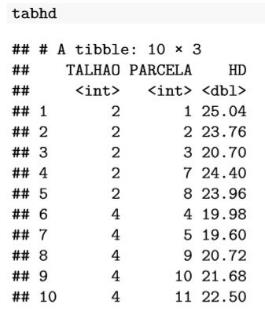 tabhd
## # A tibble: 10 × 3
##    TALHAO PARCELA    HD
##     <int>   <int> <dbl>
## 1       2       1 25.04
## 2       2       2 23.76
## 3       2       3 20.70
## 4       2       7 24.40
## 5       2       8 23.96
## 6       4       4 19.98
## 7       4       5 19.60
## 8       4       9 20.72
## 9       4      10 21.68
## 10      4      11 22.50